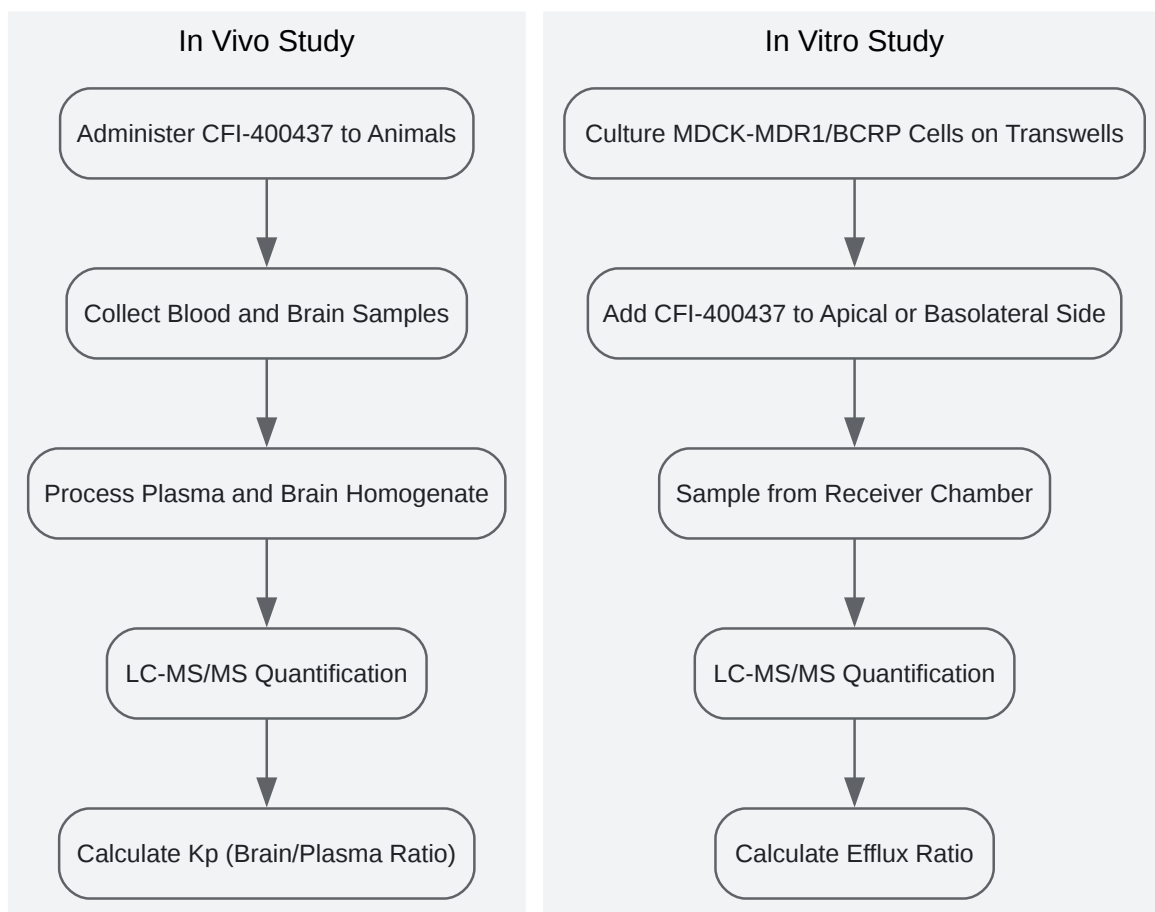 In Vivo Study
Administer CFI-400437 to Animals
Collect Blood and Brain Samples
Process Plasma and Brain Homogenate
LC-MS/MS Quantification
Calculate Kp (Brain/Plasma Ratio)
In Vitro Study
Culture MDCK-MDR1/BCRP Cells on Transwells
Add CFI-400437 to Apical or Basolateral Side
Sample from Receiver Chamber
LC-MS/MS Quantification
Calculate Efflux Ratio